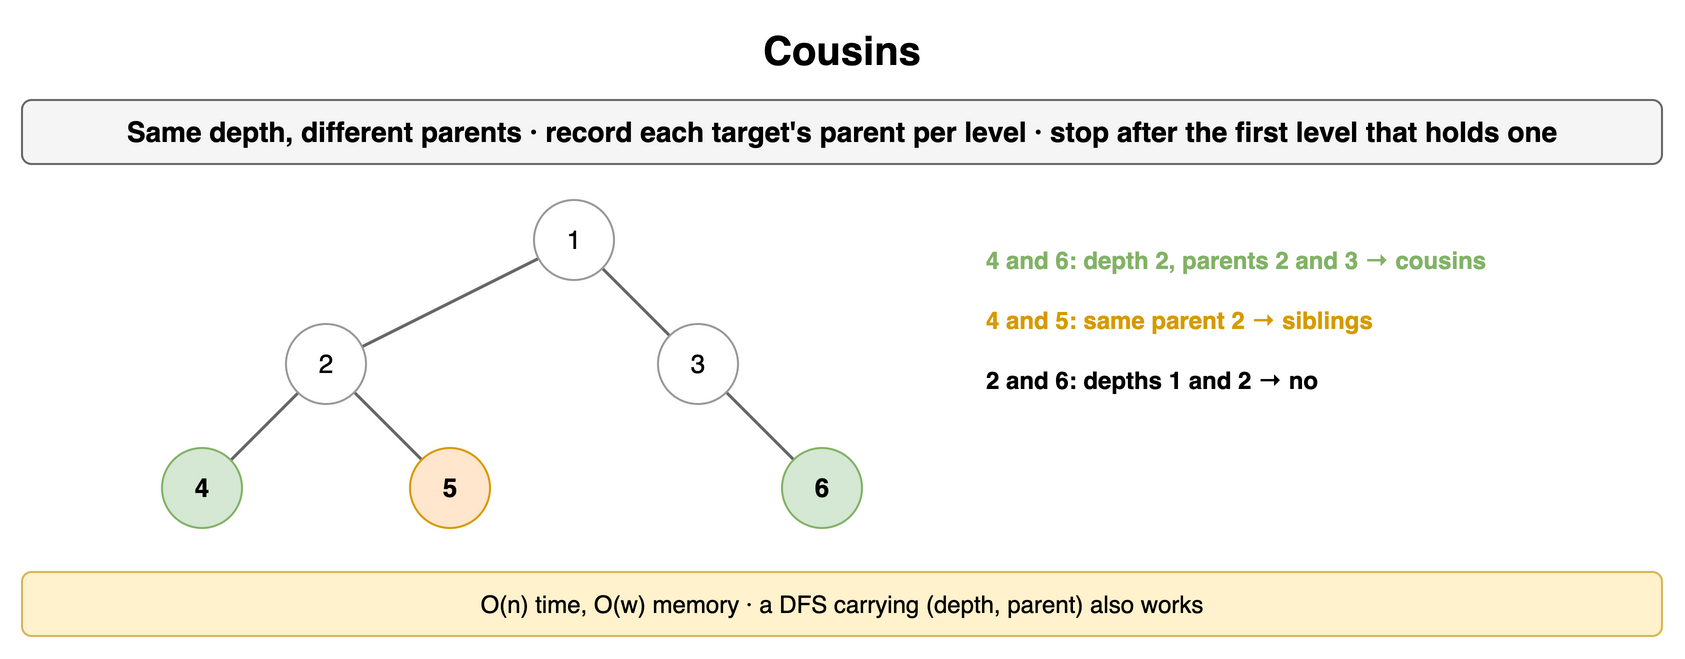 Cousins
Same depth, different parents · record each target's parent per level · stop after the first level that holds one
1
4 and 6: depth 2, parents 2 and 3 → cousins
4 and 5: same parent 2 → siblings
2
3
2 and 6: depths 1 and 2 → no
4
5
6
O(n) time, O(w) memory · a DFS carrying (depth, parent) also works